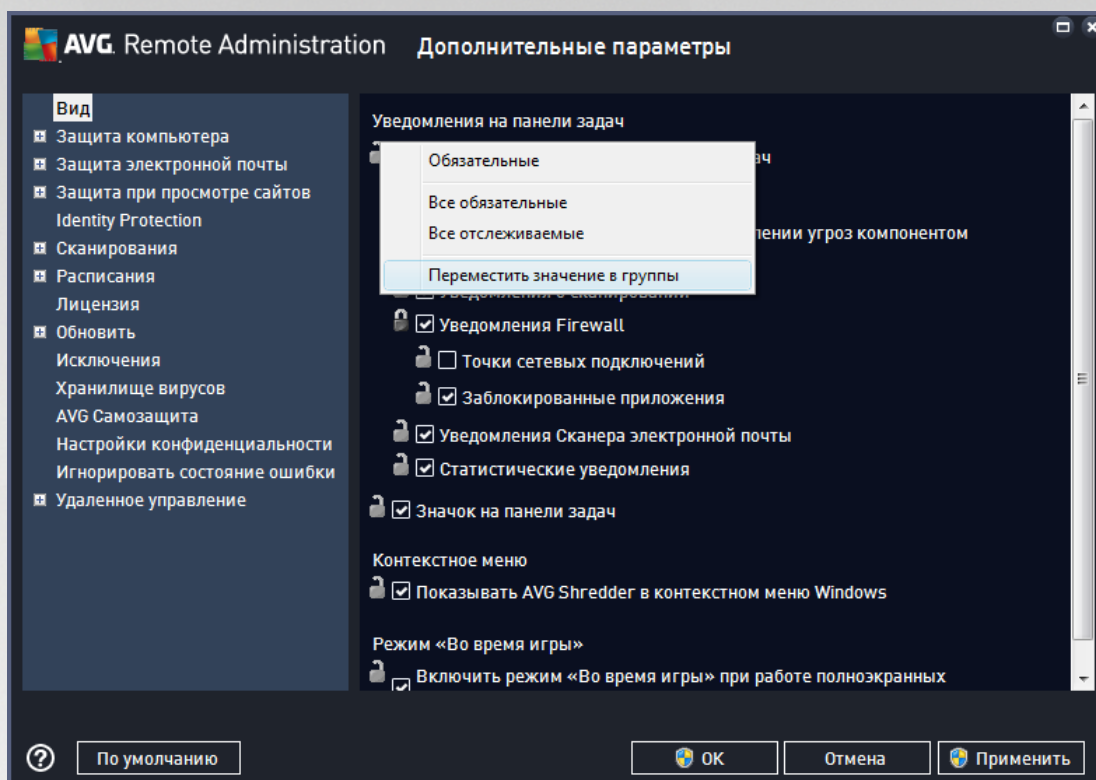 AVG. Remote Administration Дополнительные параметры
Вид
Защита компьютера
Защита электронной почты
Защита при просмотре сайтов
Identity Protection
Сканирования
Расписания
Лицензия
Обновить
Исключения
Хранилище вирусов
AVG Самозащита
Настройки конфиденциальности
Игнорировать состояние ошибки
Удаленное управление
Уведомления на панели задач
Обязательные
Все обязательные
Все отслеживаемые
угроз компонентом
Переместить значение в группы
Уведомления о сканировании
Уведомления Firewall
Точки сетевых подключений
Заблокированные приложения
Уведомления Сканера электронной почты
Статистические уведомления
Значок на панели задач
Контекстное меню
Показывать AVG Shredder в контекстном меню Windows
Режим «Во время игры»
Включить режим «Во время игры» при работе полноэкранных
По умолчанию
OK
Отмена
Применить